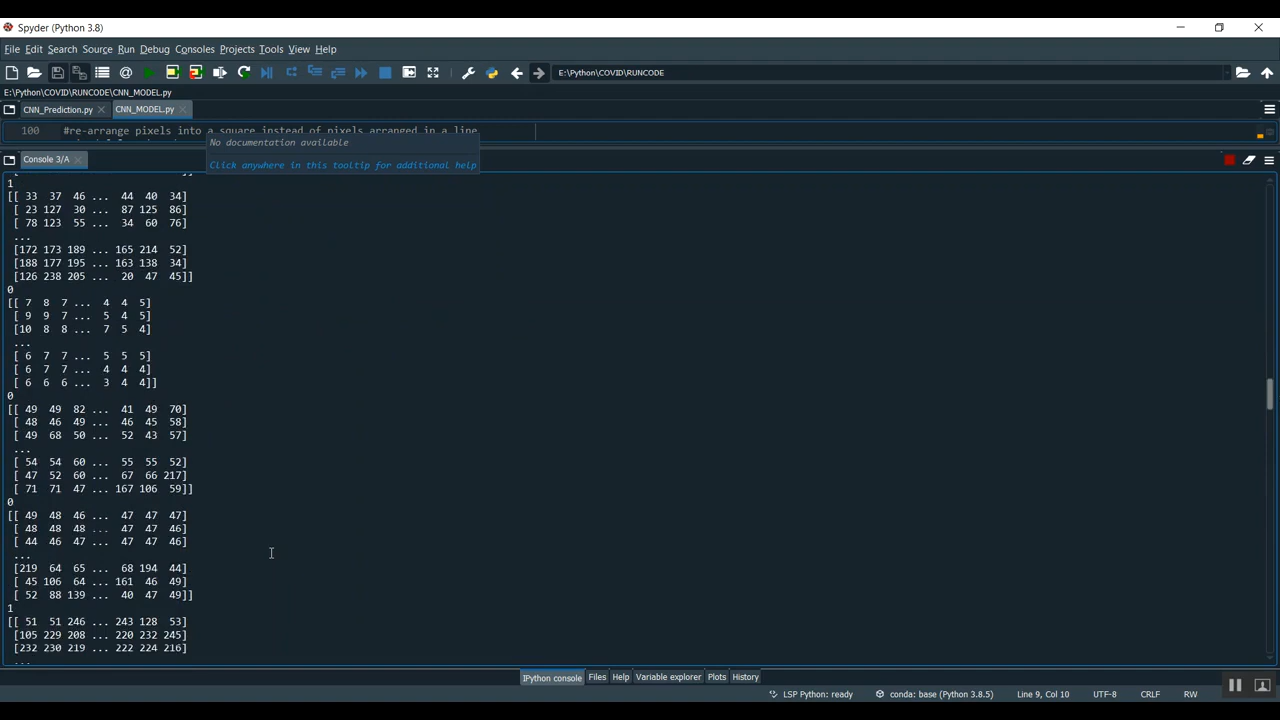 Spyder (Python 3.8)
File Edit Search Source Run Debug Consoles Projects Tools View Help
E:\Python\COVID\RUNCODE
E:\Python\COVID\RUNCODE\CNN_MODEL.py
CNN_Prediction.py CNN_MODEL.py
100 #re-arrange pixels into a square instead of pixels arranged in a line
No documentation available
Console 3/A
Click anywhere in this tooltip for additional help
1
[[ 33 37 46 ... 44 40 34]
[ 23 127 30 ... 87 125 86]
[ 78 123 55 ... 34 60 76]
...
[172 173 189 ... 165 214 52]
[188 177 195 ... 163 138 34]
[126 238 205 ... 20 47 45]]
0
[[ 7 8 7 ... 4 4 5]
[ 9 9 7 ... 5 4 5]
[10 8 8 ... 7 5 4]
...
[ 6 7 7 ... 5 5 5]
[ 6 7 7 ... 4 4 4]
[ 6 6 6 ... 3 4 4]]
0
[[ 49 49 82 ... 41 49 70]
[ 48 46 49 ... 46 45 58]
[ 49 68 50 ... 52 43 57]
...
[ 54 54 60 ... 55 55 52]
[ 47 52 60 ... 67 66 217]
[ 71 71 47 ... 167 106 59]]
0
[[ 49 48 46 ... 47 47 47]
[ 48 48 48 ... 47 47 46]
[ 44 46 47 ... 47 47 46]
...
[219 64 65 ... 68 194 44]
[ 45 106 64 ... 161 46 49]
[ 52 88 139 ... 40 47 49]]
1
[[ 51 51 246 ... 243 128 53]
[105 229 208 ... 220 232 245]
[232 230 219 ... 222 224 216]
...
IPython console Files Help Variable explorer Plots History
LSP Python: ready conda: base (Python 3.8.5) Line 9, Col 10 UTF-8 CRLF RW